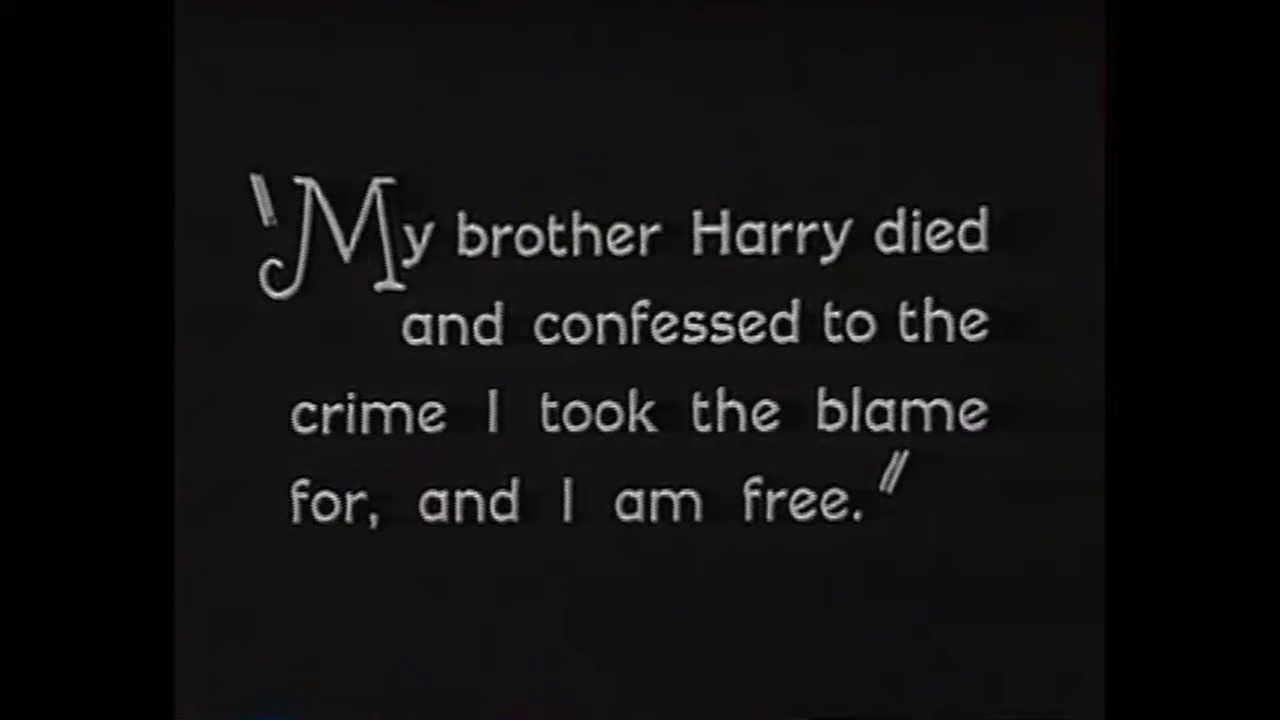 "My brother Harry died
and confessed to the
crime I took the blame
for, and I am free."